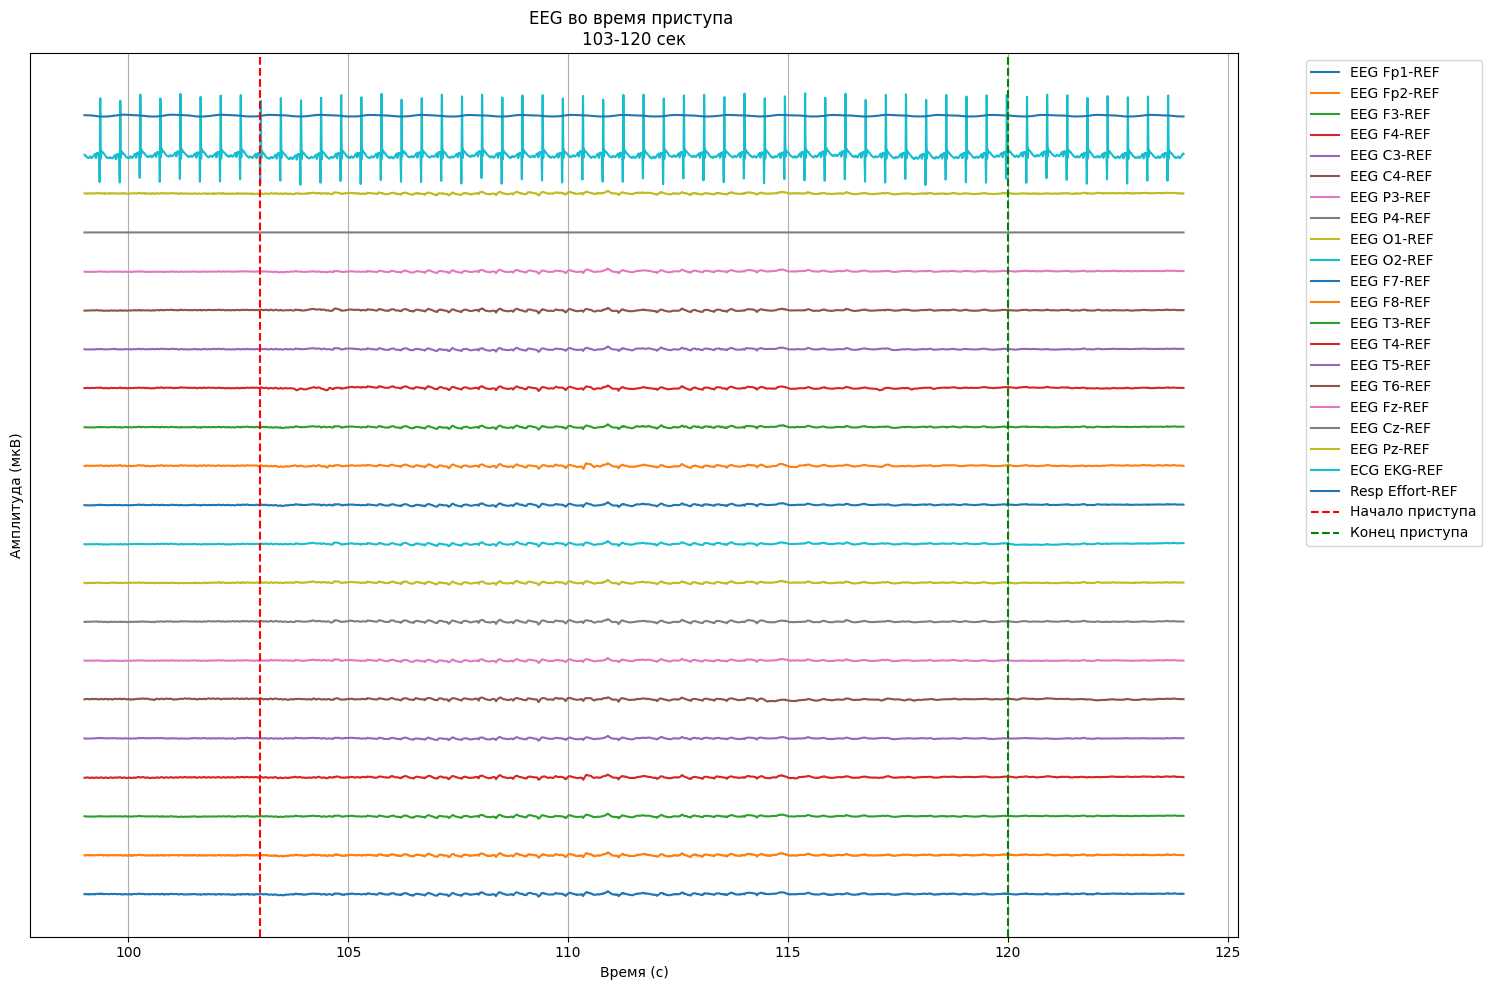 EEG во время приступа
103-120 сек
Амплитуда (мкВ)
100
105
110
115
120
125
Время (с)
EEG Fp1-REF
EEG Fp2-REF
EEG F3-REF
EEG F4-REF
EEG C3-REF
EEG C4-REF
EEG P3-REF
EEG P4-REF
EEG O1-REF
EEG O2-REF
EEG F7-REF
EEG F8-REF
EEG T3-REF
EEG T4-REF
EEG T5-REF
EEG T6-REF
EEG Fz-REF
EEG Cz-REF
EEG Pz-REF
ECG EKG-REF
Resp Effort-REF
Начало приступа
Конец приступа